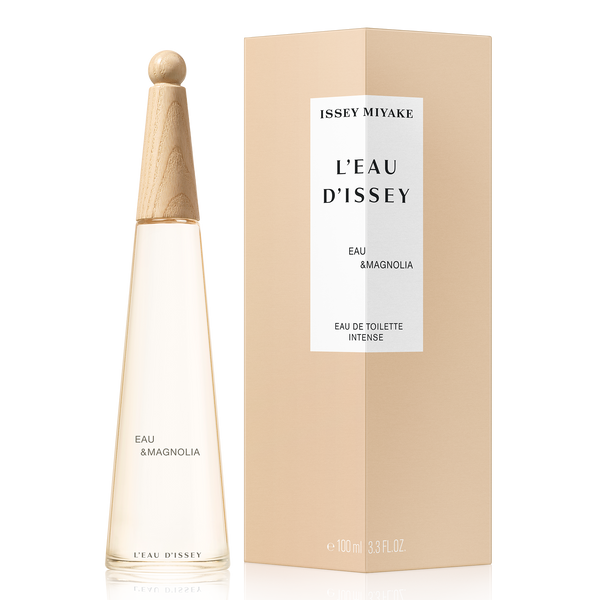 EAU
&MAGNOLIA
L'EAU D'ISSEY
ISSEY MIYAKE
L'EAU
D'ISSEY
EAU
&MAGNOLIA
EAU DE TOILETTE
INTENSE
℮ 100 ml 3.3 FL.OZ.